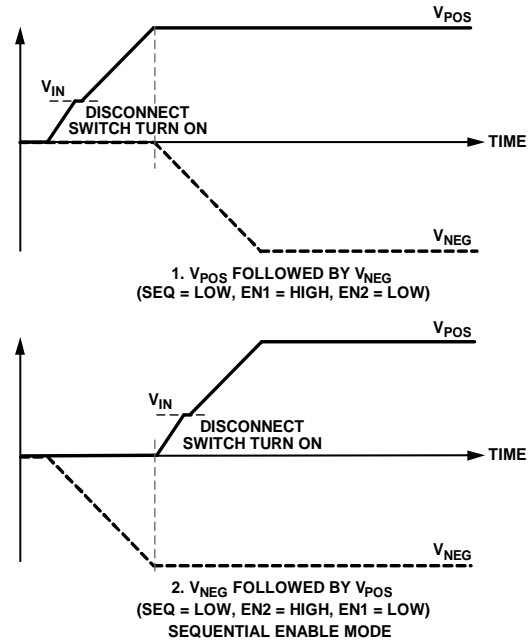 VPOS
VIN
DISCONNECT
SWITCH TURN ON
TIME
VNEG
1. VPOS FOLLOWED BY VNEG
(SEQ = LOW, EN1 = HIGH, EN2 = LOW)
VPOS
VIN
DISCONNECT
SWITCH TURN ON
TIME
VNEG
2. VNEG FOLLOWED BY VPOS
(SEQ = LOW, EN2 = HIGH, EN1 = LOW)
SEQUENTIAL ENABLE MODE